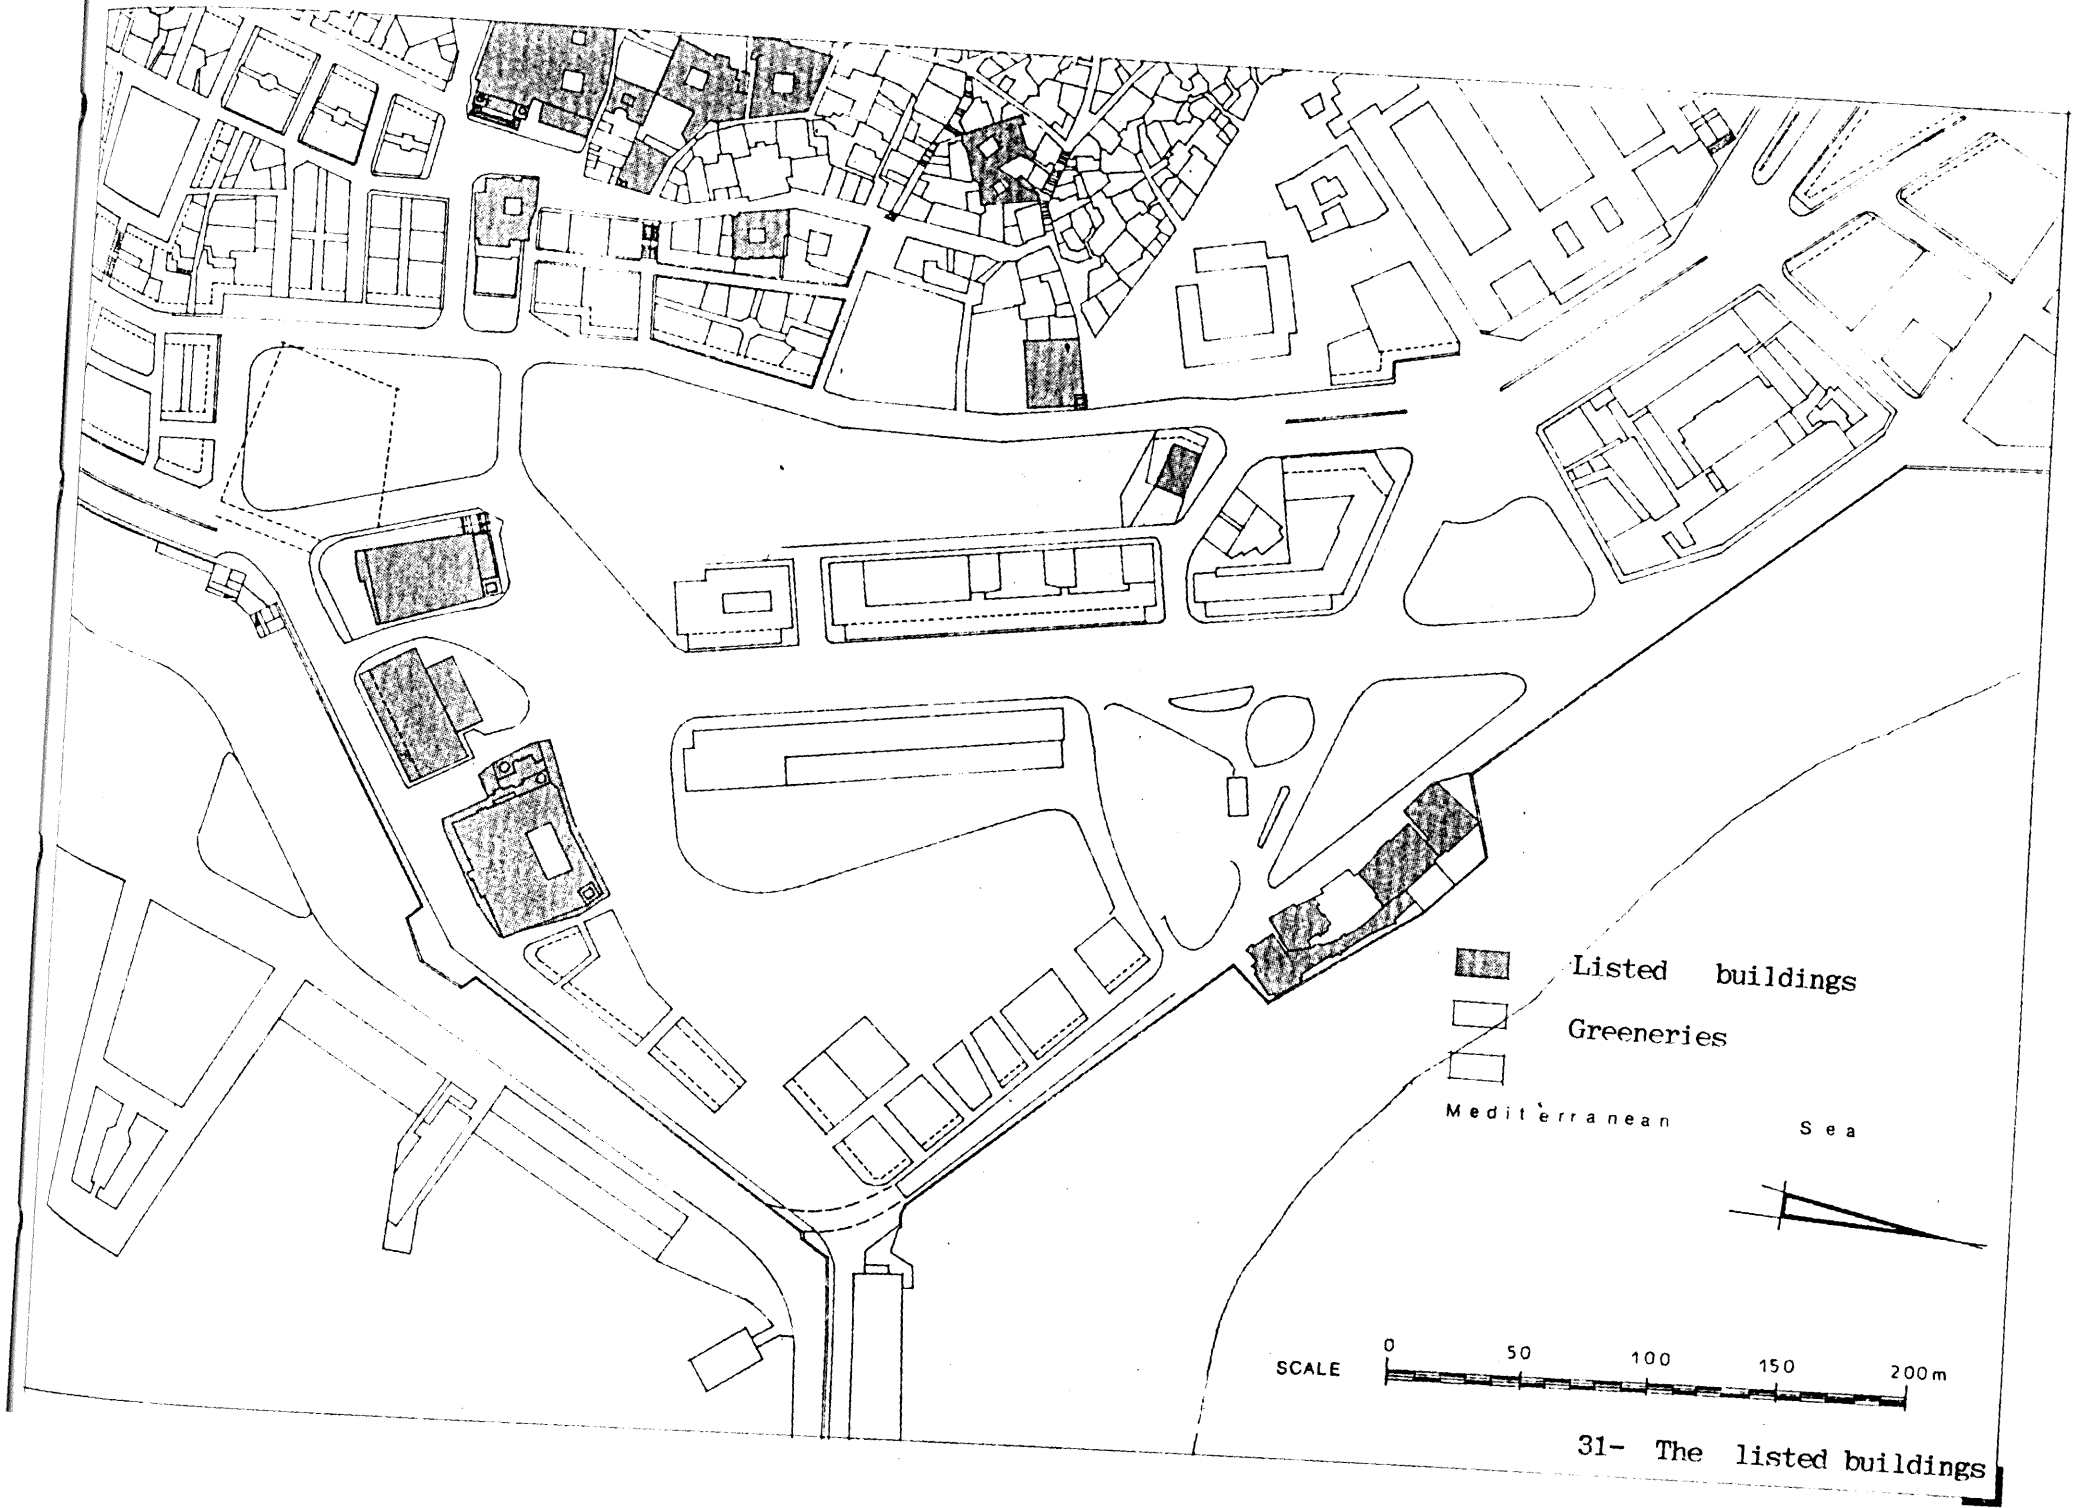 Listed buildings
Greeneries
Mediterranean Sea
SCALE 0 50 100 150 200m
31- The listed buildings